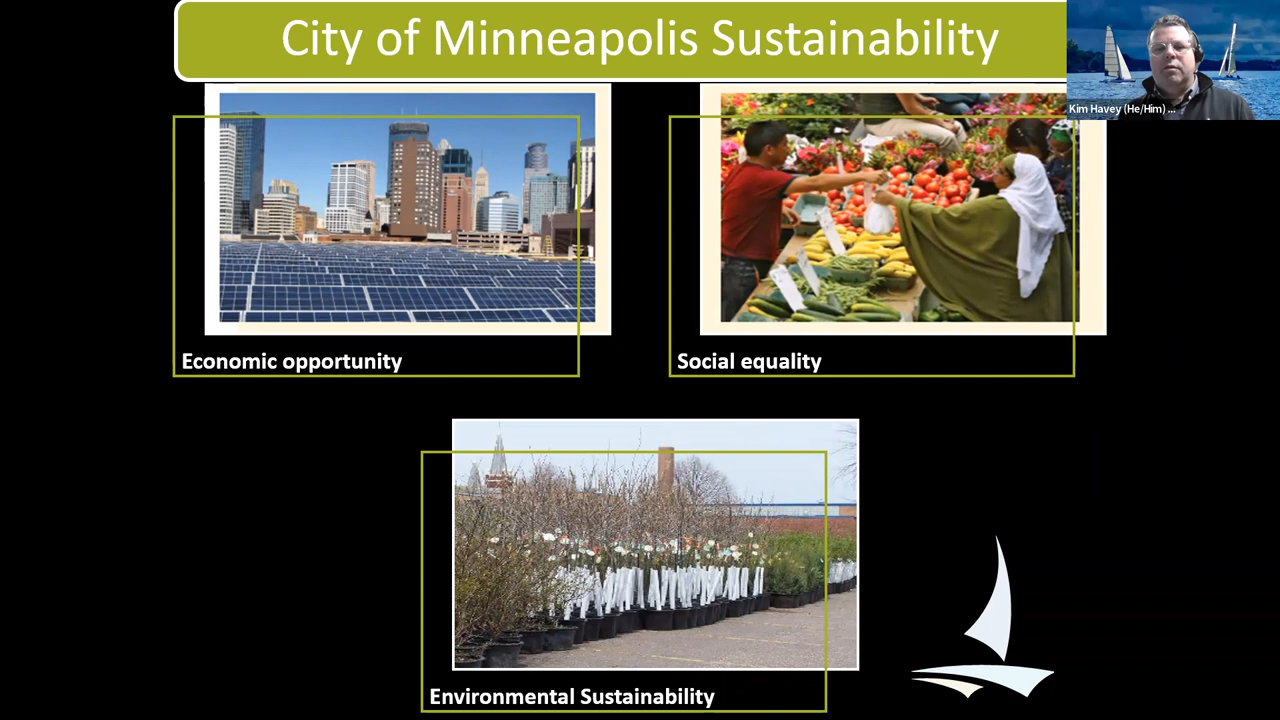 City of Minneapolis Sustainability
Kim Havey (He/Him) ...
Economic opportunity
Social equality
Environmental Sustainability